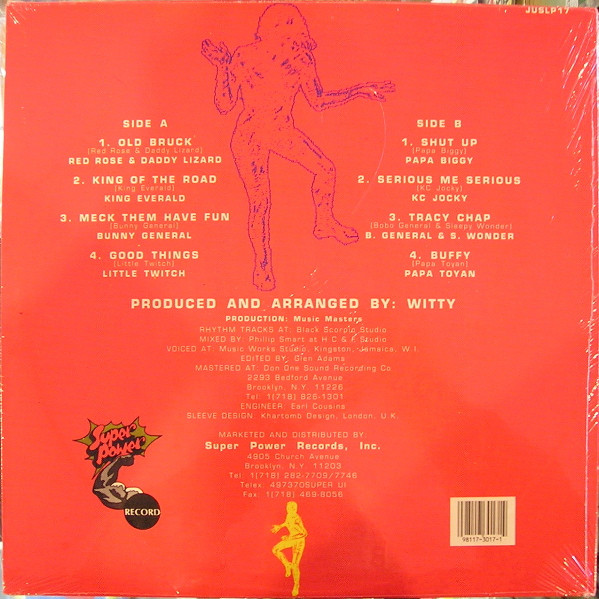 JUSLP17
SIDE A
1. OLD BRUCK
(Red Rose & Daddy Lizard)
RED ROSE & DADDY LIZARD
2. KING OF THE ROAD
(King Everald)
KING EVERALD
3. MECK THEM HAVE FUN
(Bunny General)
BUNNY GENERAL
4. GOOD THINGS
(Little Twitch)
LITTLE TWITCH
SIDE B
1. SHUT UP
(Papa Biggy)
PAPA BIGGY
2. SERIOUS ME SERIOUS
(KC Jocky)
KC JOCKY
3. TRACY CHAP
(Bobo General & Sleepy Wonder)
B. GENERAL & S. WONDER
4. BUFFY
(Papa Toyan)
PAPA TOYAN
PRODUCED AND ARRANGED BY: WITTY
PRODUCTION: Music Masters
RHYTHM TRACKS AT: Black Scorpio Studio
MIXED BY: Phillip Smart at H C & F Studio
VOICED AT: Music Works Studio, Kingston, Jamaica, W.I.
EDITED BY: Glen Adams
MASTERED AT: Don One Sound Recording Co
2293 Bedford Avenue
Brooklyn, N.Y. 11226
Tel: 1(718) 826-1301
ENGINEER: Earl Cousins
SLEEVE DESIGN: Khartomb Design, London, U.K.
MARKETED AND DISTRIBUTED BY
Super Power Records, Inc.
4905 Church Avenue
Brooklyn, N.Y. 11203
Tel: 1(718) 282-7709/7746
Telex: 497370SUPER UI
Fax: 1(718) 469-8056
Super
Power
RECORD
98117-3017-1